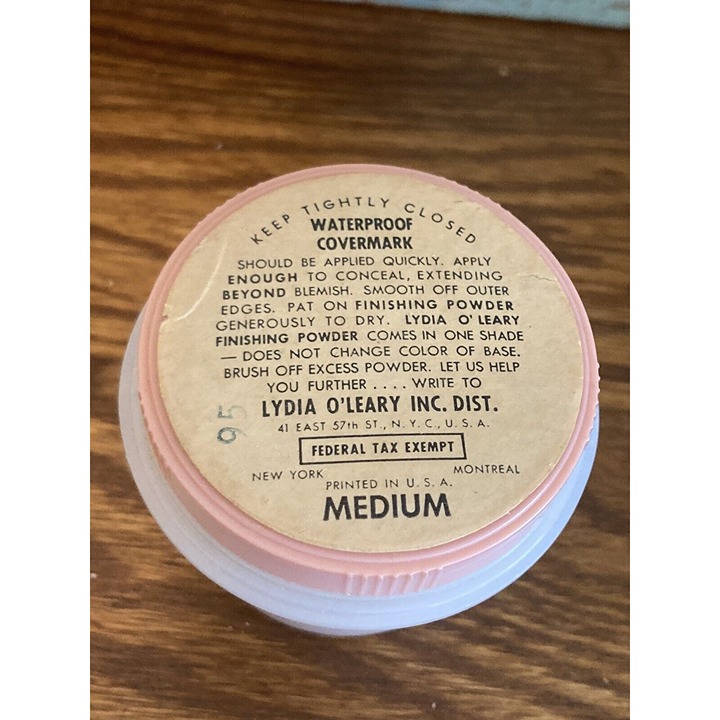 KEEP TIGHTLY CLOSED
WATERPROOF
COVERMARK
SHOULD BE APPLIED QUICKLY. APPLY
ENOUGH TO CONCEAL, EXTENDING
BEYOND BLEMISH. SMOOTH OFF OUTER
EDGES. PAT ON FINISHING POWDER
GENEROUSLY TO DRY. LYDIA O'LEARY
FINISHING POWDER COMES IN ONE SHADE
— DOES NOT CHANGE COLOR OF BASE.
BRUSH OFF EXCESS POWDER. LET US HELP
YOU FURTHER .... WRITE TO
LYDIA O'LEARY INC. DIST.
41 EAST 57th ST., N.Y.C., U.S.A.
95
FEDERAL TAX EXEMPT
NEW YORK MONTREAL
PRINTED IN U.S.A.
MEDIUM